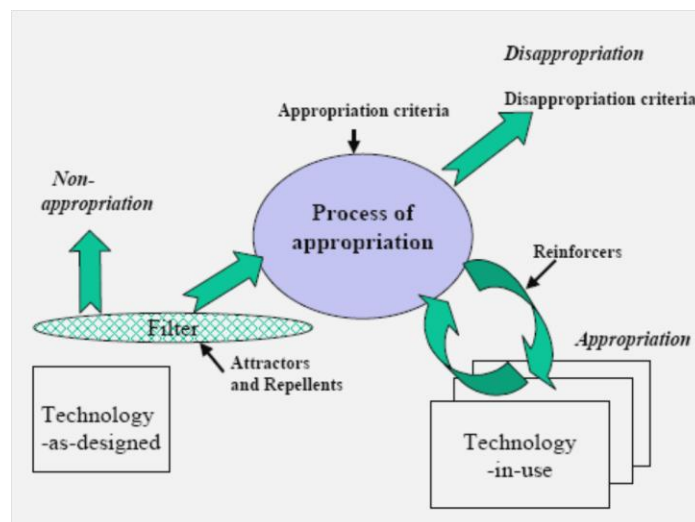 Disappropriation
Disappropriation criteria
Appropriation criteria
Non-
appropriation
Process of
appropriation
Reinforcers
Filter
Appropriation
Attractors
and Repellents
Technology
-as-designed
Technology
-in-use